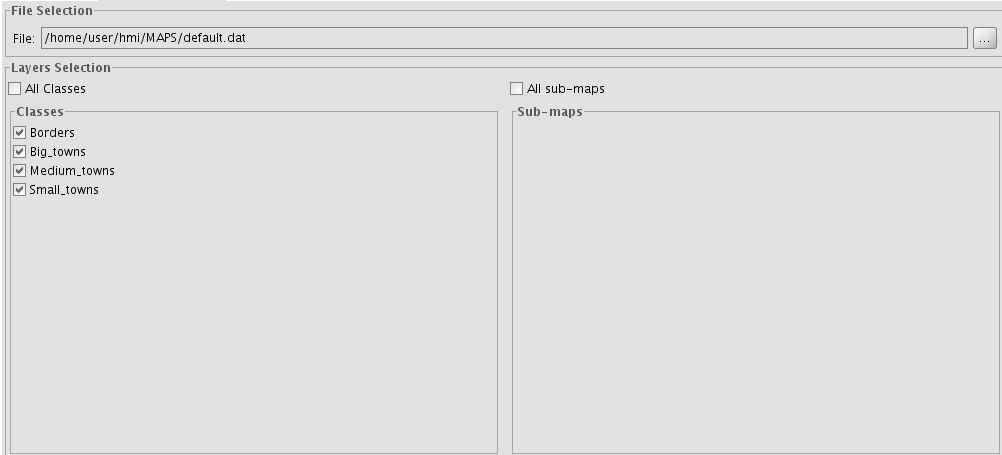 File Selection
File: /home/user/hmi/MAPS/default.dat ...
Layers Selection
All Classes
All sub-maps
Classes
Borders
Big_towns
Medium_towns
Small_towns
Sub-maps